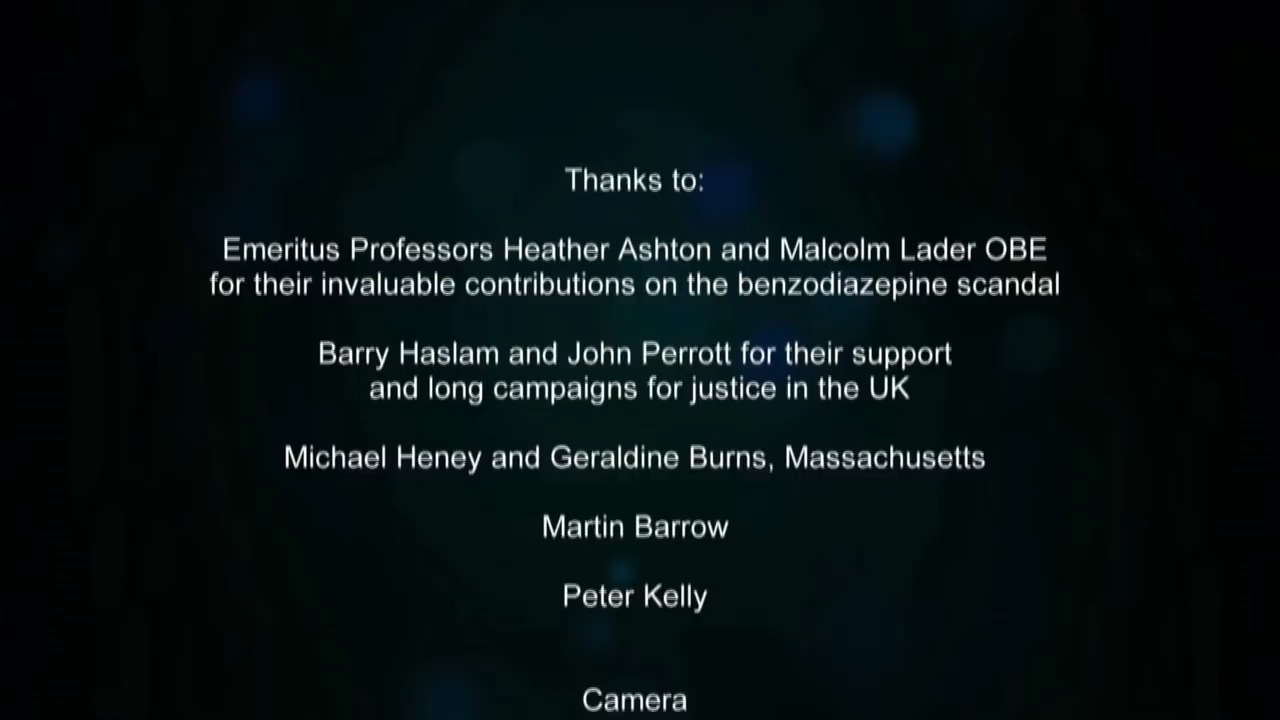 Thanks to:
Emeritus Professors Heather Ashton and Malcolm Lader OBE
for their invaluable contributions on the benzodiazepine scandal
Barry Haslam and John Perrott for their support
and long campaigns for justice in the UK
Michael Heney and Geraldine Burns, Massachusetts
Martin Barrow
Peter Kelly
Camera